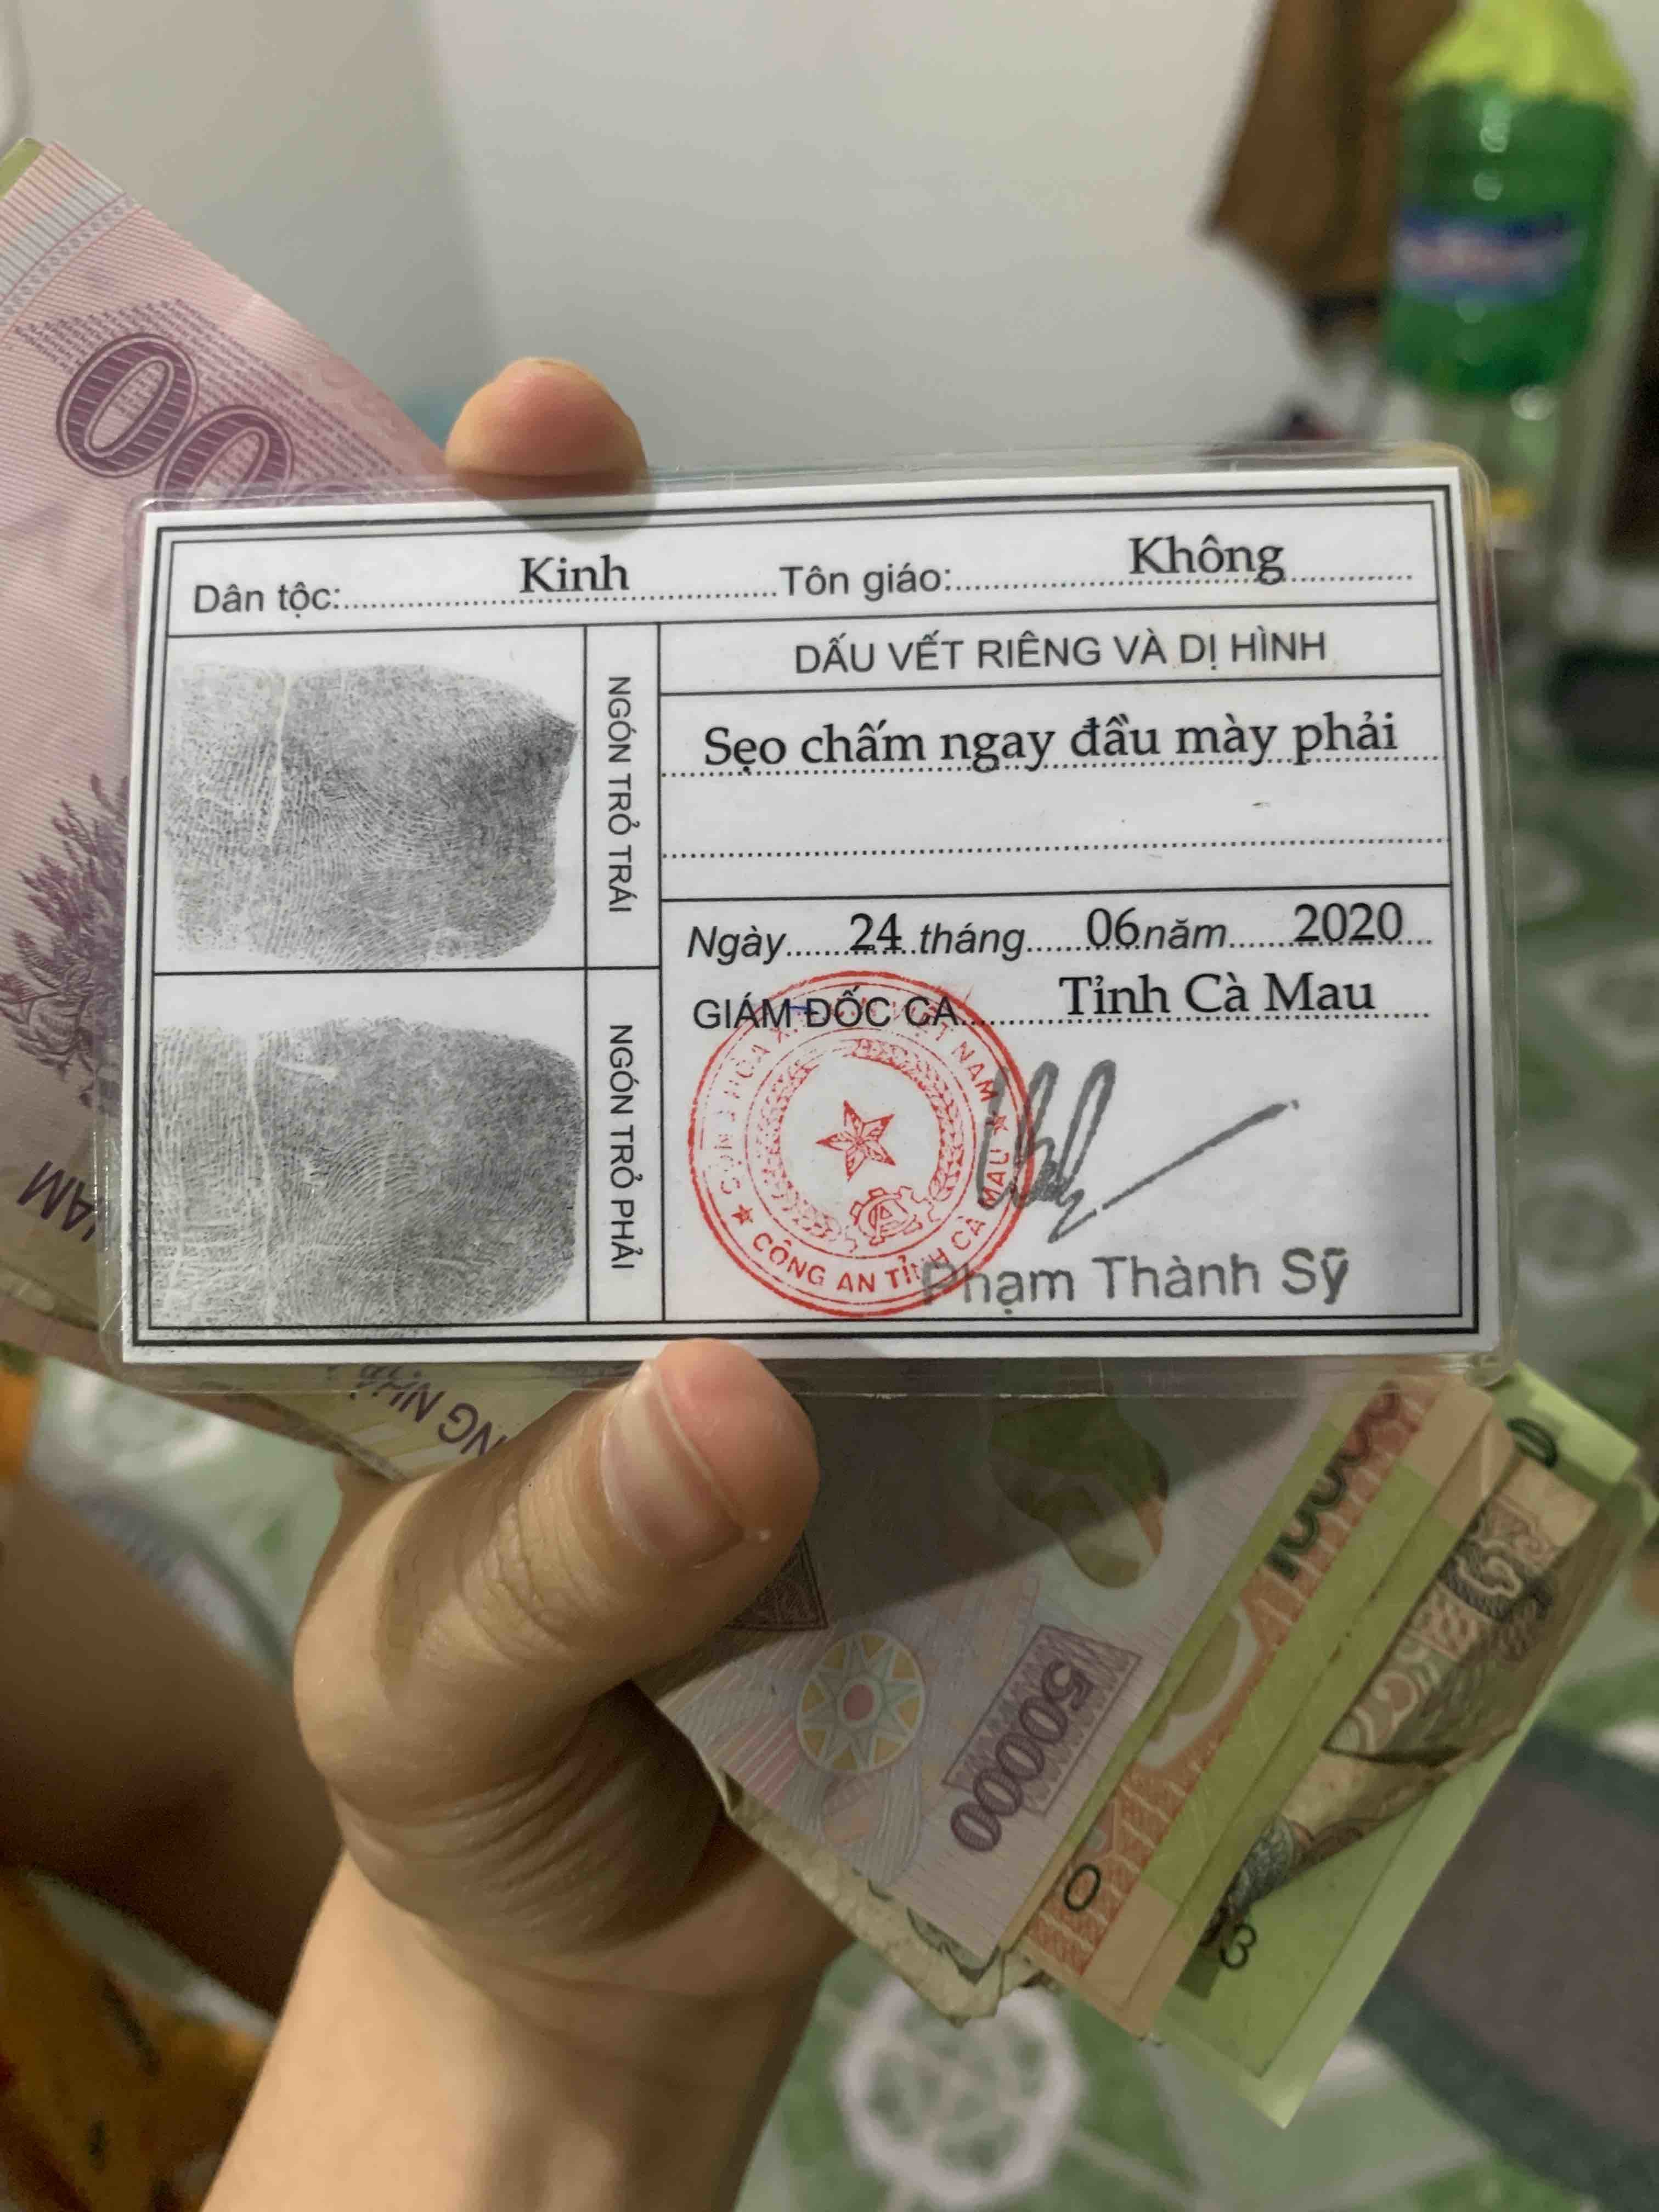 Dân tộc: Kinh Tôn giáo: Không
NGÓN TRỎ TRÁI
DẤU VẾT RIÊNG VÀ DỊ HÌNH
Sẹo chấm ngay đầu mày phải
Ngày 24 tháng 06 năm 2020
GIÁM ĐỐC CA Tỉnh Cà Mau
NGÓN TRỎ PHẢI
CÔNG AN TỈNH CÀ MAU
Phạm Thành Sỹ
50000